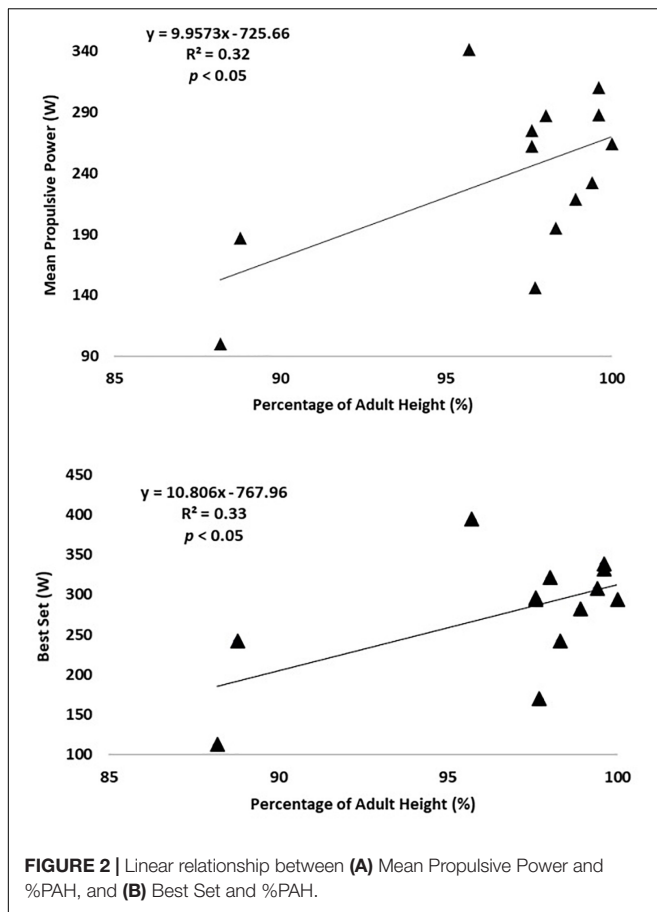 y = 9.9573x - 725.66
R² = 0.32
p < 0.05
Mean Propulsive Power (W)
340
290
240
190
140
90
85 90 95 100
Percentage of Adult Height (%)
y = 10.806x - 767.96
R² = 0.33
p < 0.05
Best Set (W)
450
400
350
300
250
200
150
100
85 90 95 100
Percentage of Adult Height (%)
FIGURE 2 | Linear relationship between (A) Mean Propulsive Power and
%PAH, and (B) Best Set and %PAH.